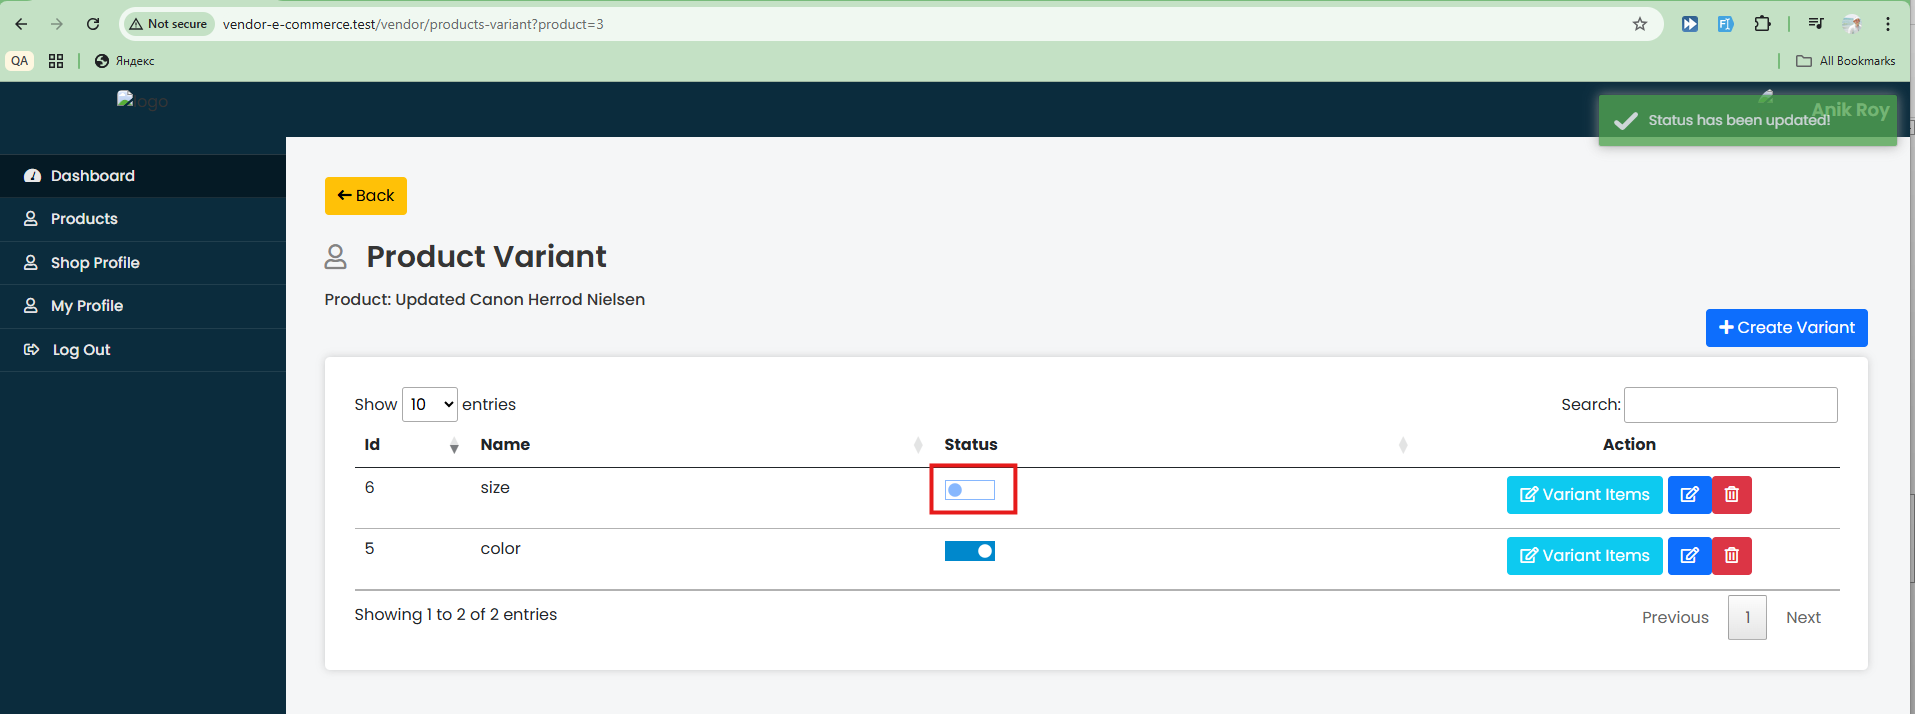 Not secure vendor-e-commerce.test/vendor/products-variant?product=3
QA Яндекс All Bookmarks
logo
Anik Roy
Status has been updated!
Dashboard
Products
Shop Profile
My Profile
Log Out
Back
Product Variant
Product: Updated Canon Herrod Nielsen
Create Variant
Show 10 entries Search:
Id Name Status Action
6 size Variant Items
5 color Variant Items
Showing 1 to 2 of 2 entries Previous 1 Next